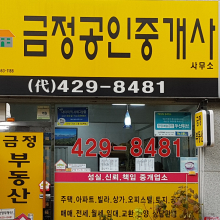 금정공인중개사
사무소
(代)429-8481
금정
부동산
429-8481
성실,신뢰,책임 중개업소
주택,아파트,빌라,상가,오피스텔,토지
매매,전세,월세,임대,교환